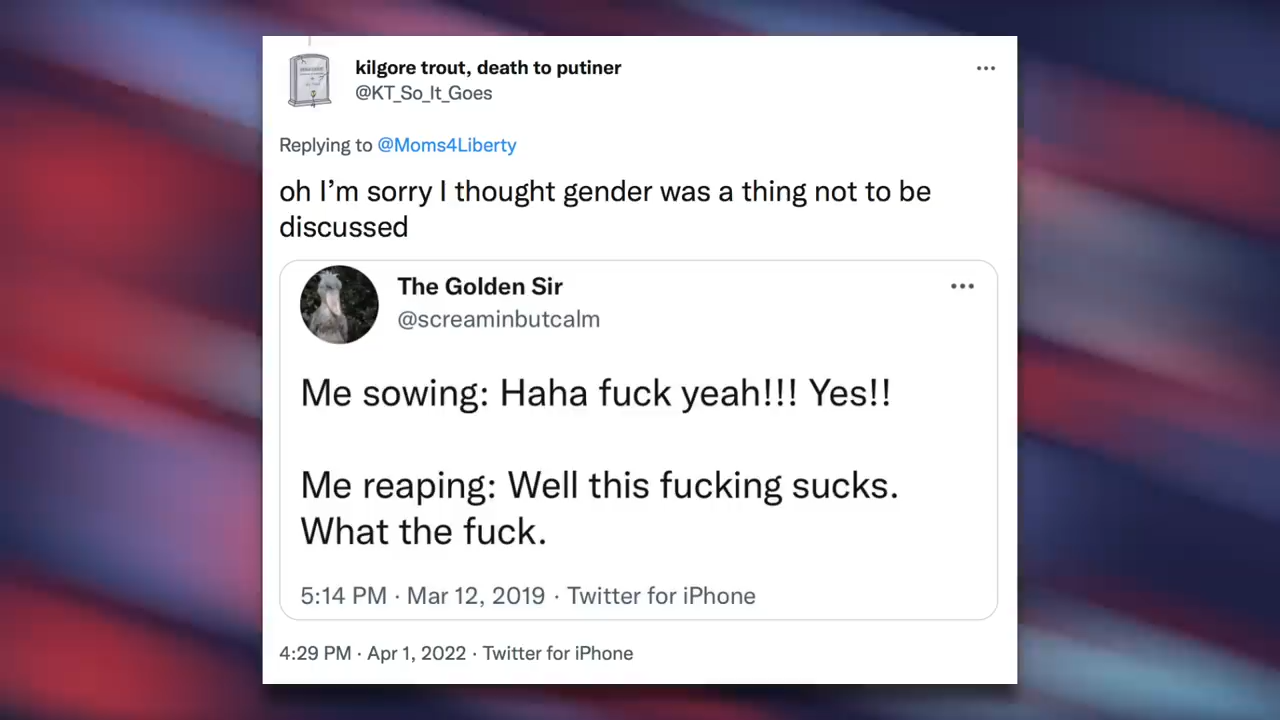 kilgore trout, death to putiner
@KT_So_It_Goes
Replying to @Moms4Liberty
oh I'm sorry I thought gender was a thing not to be
discussed
The Golden Sir
@screaminbutcalm
Me sowing: Haha fuck yeah!!! Yes!!
Me reaping: Well this fucking sucks.
What the fuck.
5:14 PM · Mar 12, 2019 · Twitter for iPhone
4:29 PM · Apr 1, 2022 · Twitter for iPhone